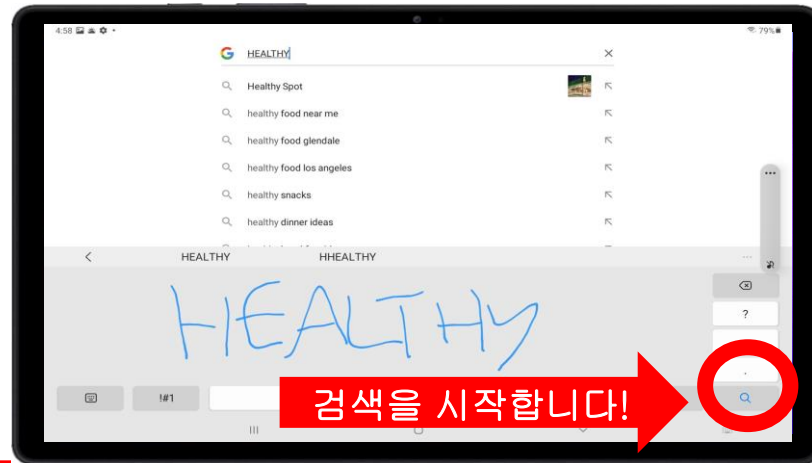 4:58 79%
HEALTHY
Healthy Spot
healthy food near me
healthy food glendale
healthy food los angeles
healthy snacks
healthy dinner ideas
HEALTHY HHEALTHY
HEALTHY
?
.
!#1
검색을 시작합니다!